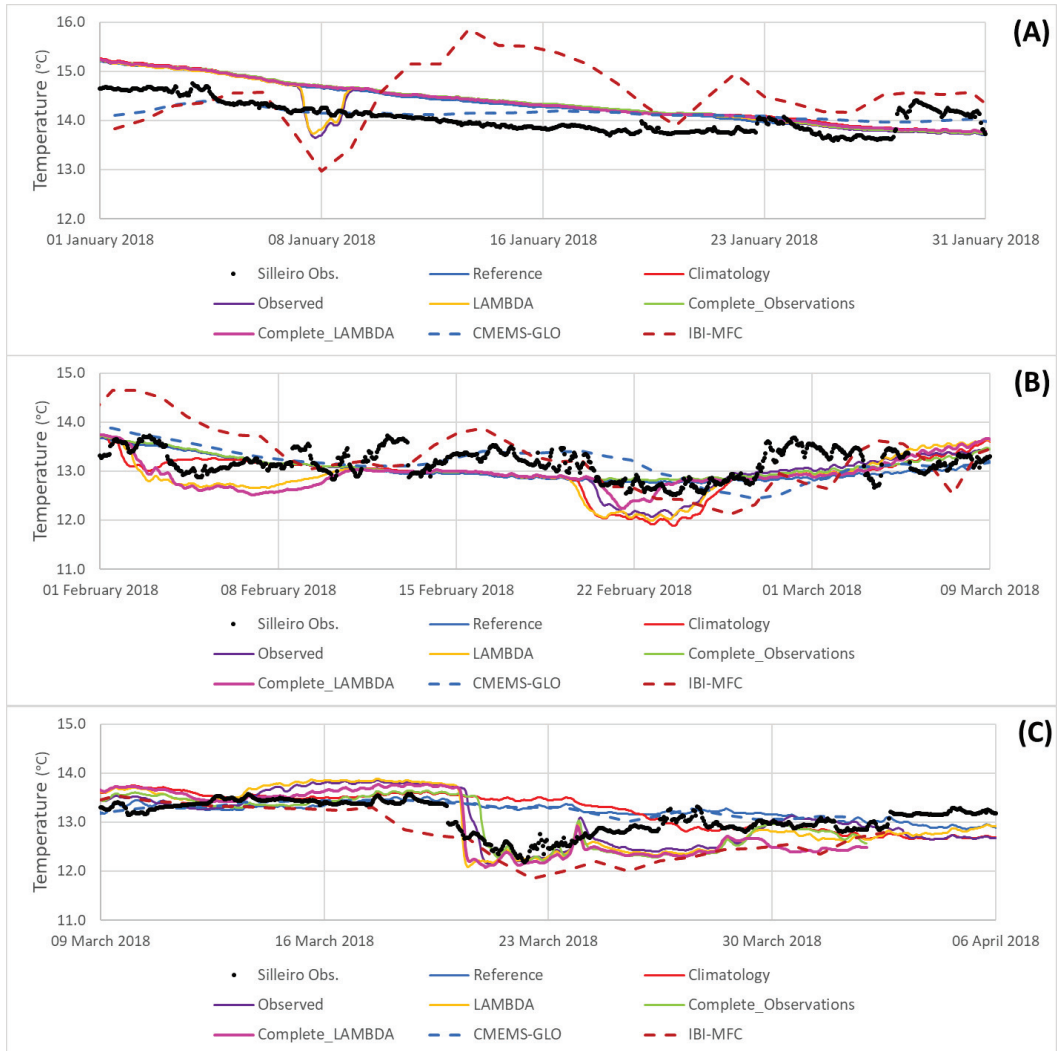 (A)
16.0
15.0
14.0
13.0
12.0
Temperature (°C)
01 January 2018 08 January 2018 16 January 2018 23 January 2018 31 January 2018
Silleiro Obs. Reference Climatology
Observed LAMBDA Complete_Observations
Complete_LAMBDA CMEMS-GLO IBI-MFC
(B)
15.0
14.0
13.0
12.0
11.0
Temperature (°C)
01 February 2018 08 February 2018 15 February 2018 22 February 2018 01 March 2018 09 March 2018
Silleiro Obs. Reference Climatology
Observed LAMBDA Complete_Observations
Complete_LAMBDA CMEMS-GLO IBI-MFC
(C)
15.0
14.0
13.0
12.0
11.0
Temperature (°C)
09 March 2018 16 March 2018 23 March 2018 30 March 2018 06 April 2018
Silleiro Obs. Reference Climatology
Observed LAMBDA Complete_Observations
Complete_LAMBDA CMEMS-GLO IBI-MFC